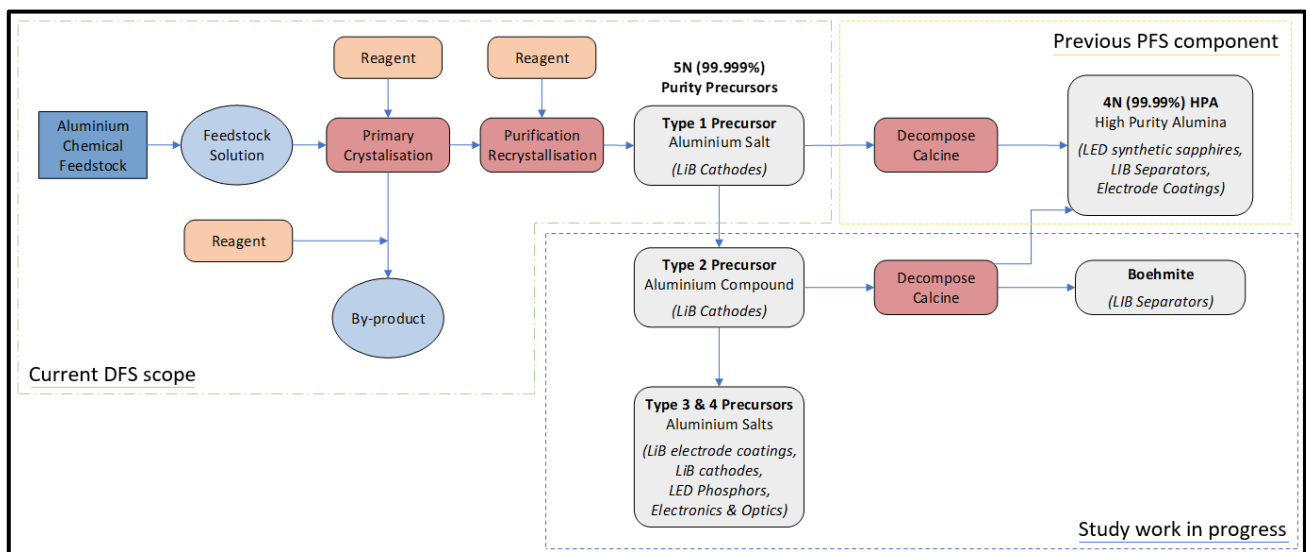 Previous PFS component
Reagent
Reagent
5N (99.999%)
Purity Precursors
4N (99.99%) HPA
High Purity Alumina
(LED synthetic sapphires,
LIB Separators,
Electrode Coatings)
Aluminium
Chemical
Feedstock
Feedstock
Solution
Primary
Crystalisation
Purification
Recrystallisation
Type 1 Precursor
Aluminium Salt
(LiB Cathodes)
Decompose
Calcine
Reagent
Type 2 Precursor
Aluminium Compound
(LiB Cathodes)
Decompose
Calcine
Boehmite
(LIB Separators)
By-product
Current DFS scope
Type 3 & 4 Precursors
Aluminium Salts
(LiB electrode coatings,
LiB cathodes,
LED Phosphors,
Electronics & Optics)
Study work in progress